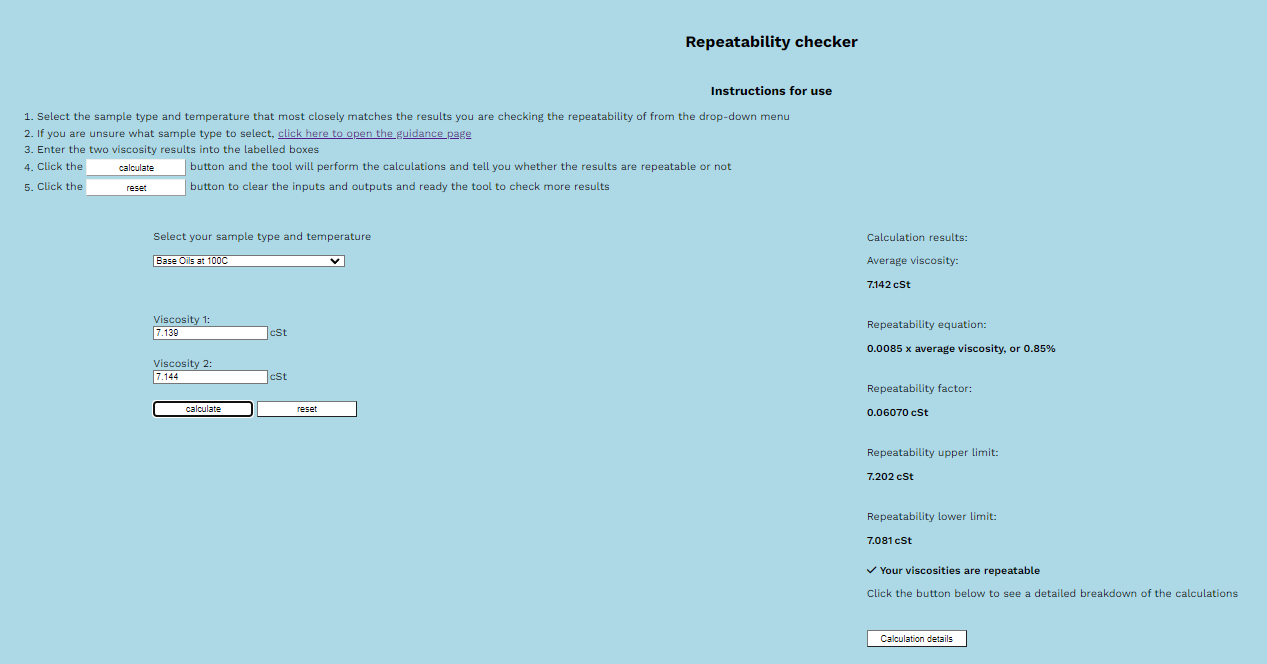 Repeatability checker
Instructions for use
1. Select the sample type and temperature that most closely matches the results you are checking the repeatability of from the drop-down menu
2. If you are unsure what sample type to select, click here to open the guidance page
3. Enter the two viscosity results into the labelled boxes
4. Click the calculate button and the tool will perform the calculations and tell you whether the results are repeatable or not
5. Click the reset button to clear the inputs and outputs and ready the tool to check more results
Select your sample type and temperature
Base Oils at 100C
Viscosity 1:
7.139 cSt
Viscosity 2:
7.144 cSt
calculate reset
Calculation results:
Average viscosity:
7.142 cSt
Repeatability equation:
0.0085 x average viscosity, or 0.85%
Repeatability factor:
0.06070 cSt
Repeatability upper limit:
7.202 cSt
Repeatability lower limit:
7.081 cSt
✓ Your viscosities are repeatable
Click the button below to see a detailed breakdown of the calculations
Calculation details